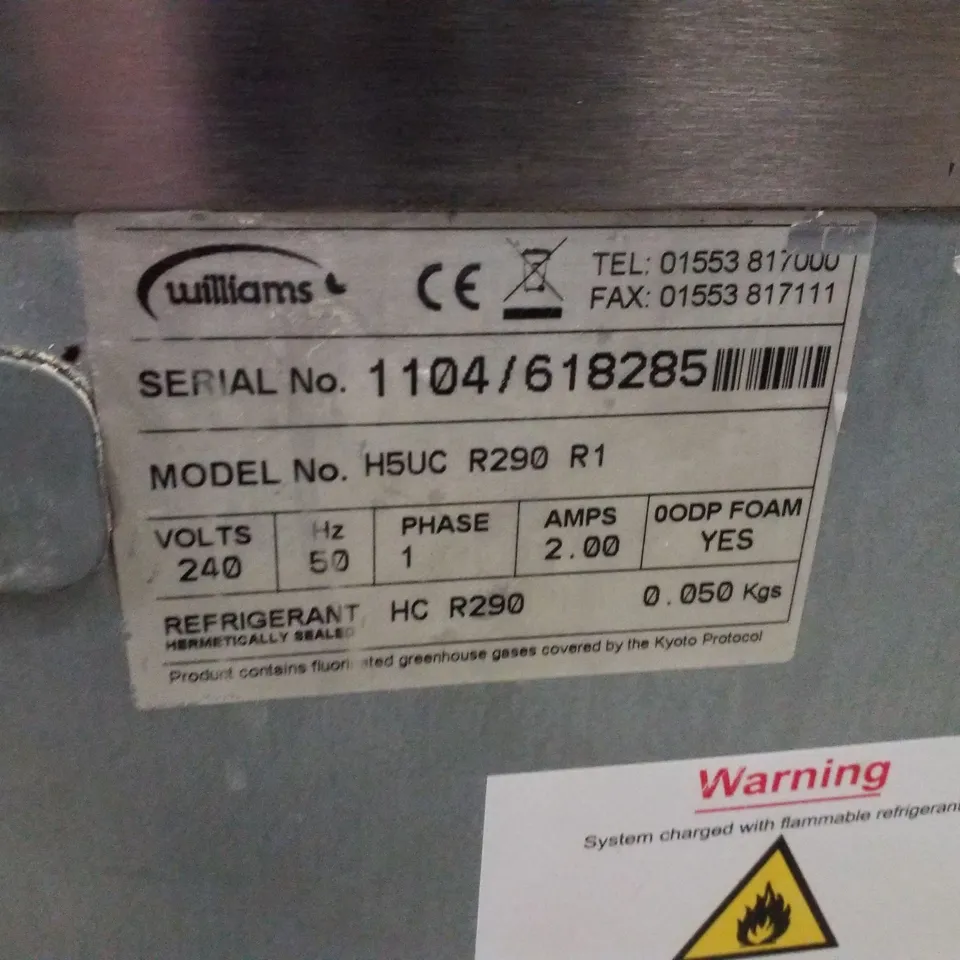 williams
CE
TEL: 01553 817000
FAX: 01553 817111
SERIAL No. 1104/618285
MODEL No. H5UC R290 R1
VOLTS Hz PHASE AMPS 0ODP FOAM
240 50 1 2.00 YES
REFRIGERANT HC R290 0.050 Kgs
HERMETICALLY SEALED
Product contains fluorinated greenhouse gases covered by the Kyoto Protocol
Warning
System charged with flammable refrigerant